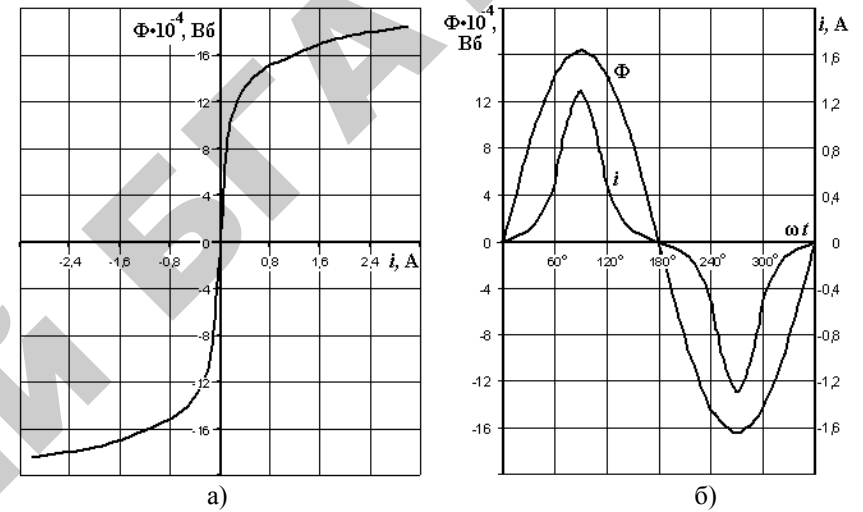 Φ•10⁻⁴, Вб
16
12
8
4
0
-2,4 -1,6 -0,8 0,8 1,6 2,4 i, А
-4
-8
-12
-16
а)
Φ•10⁻⁴,
Вб
i, А
1,6
Φ
12 1,2
8 0,8
i
4 0,4
ωt
0 0
60° 120° 180° 240° 300°
-4 -0,4
-8 -0,8
-12 -1,2
-16 -1,6
б)
ИЙ БГА